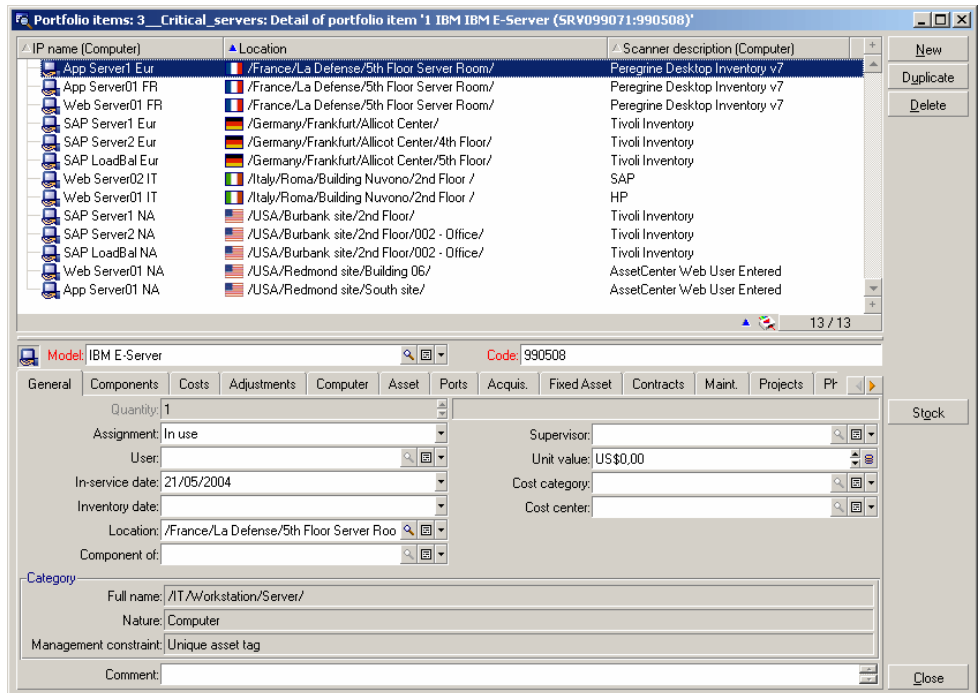 Portfolio items: 3__Critical_servers: Detail of portfolio item '1 IBM IBM E-Server (SRV099071:990508)'
IP name (Computer) Location Scanner description (Computer)
App Server1 Eur /France/La Defense/5th Floor Server Room/ Peregrine Desktop Inventory v7
App Server01 FR /France/La Defense/5th Floor Server Room/ Peregrine Desktop Inventory v7
Web Server01 FR /France/La Defense/5th Floor Server Room/ Peregrine Desktop Inventory v7
SAP Server1 Eur /Germany/Frankfurt/Allicot Center/ Tivoli Inventory
SAP Server2 Eur /Germany/Frankfurt/Allicot Center/4th Floor/ Tivoli Inventory
SAP LoadBal Eur /Germany/Frankfurt/Allicot Center/5th Floor/ Tivoli Inventory
Web Server02 IT /Italy/Roma/Building Nuvono/2nd Floor / SAP
Web Server01 IT /Italy/Roma/Building Nuvono/2nd Floor / HP
SAP Server1 NA /USA/Burbank site/2nd Floor/ Tivoli Inventory
SAP Server2 NA /USA/Burbank site/2nd Floor/002 - Office/ Tivoli Inventory
SAP LoadBal NA /USA/Burbank site/2nd Floor/002 - Office/ Tivoli Inventory
Web Server01 NA /USA/Redmond site/Building 06/ AssetCenter Web User Entered
App Server01 NA /USA/Redmond site/South site/ AssetCenter Web User Entered
13 / 13
New
Duplicate
Delete
Model: IBM E-Server Code: 990508
General Components Costs Adjustments Computer Asset Ports Acquis. Fixed Asset Contracts Maint. Projects Ph
Quantity: 1
Stock
Assignment: In use Supervisor:
User: Unit value: US$0,00
In-service date: 21/05/2004 Cost category:
Inventory date: Cost center:
Location: /France/La Defense/5th Floor Server Roo
Component of:
Category
Full name: /IT/Workstation/Server/
Nature: Computer
Management constraint: Unique asset tag
Comment:
Close